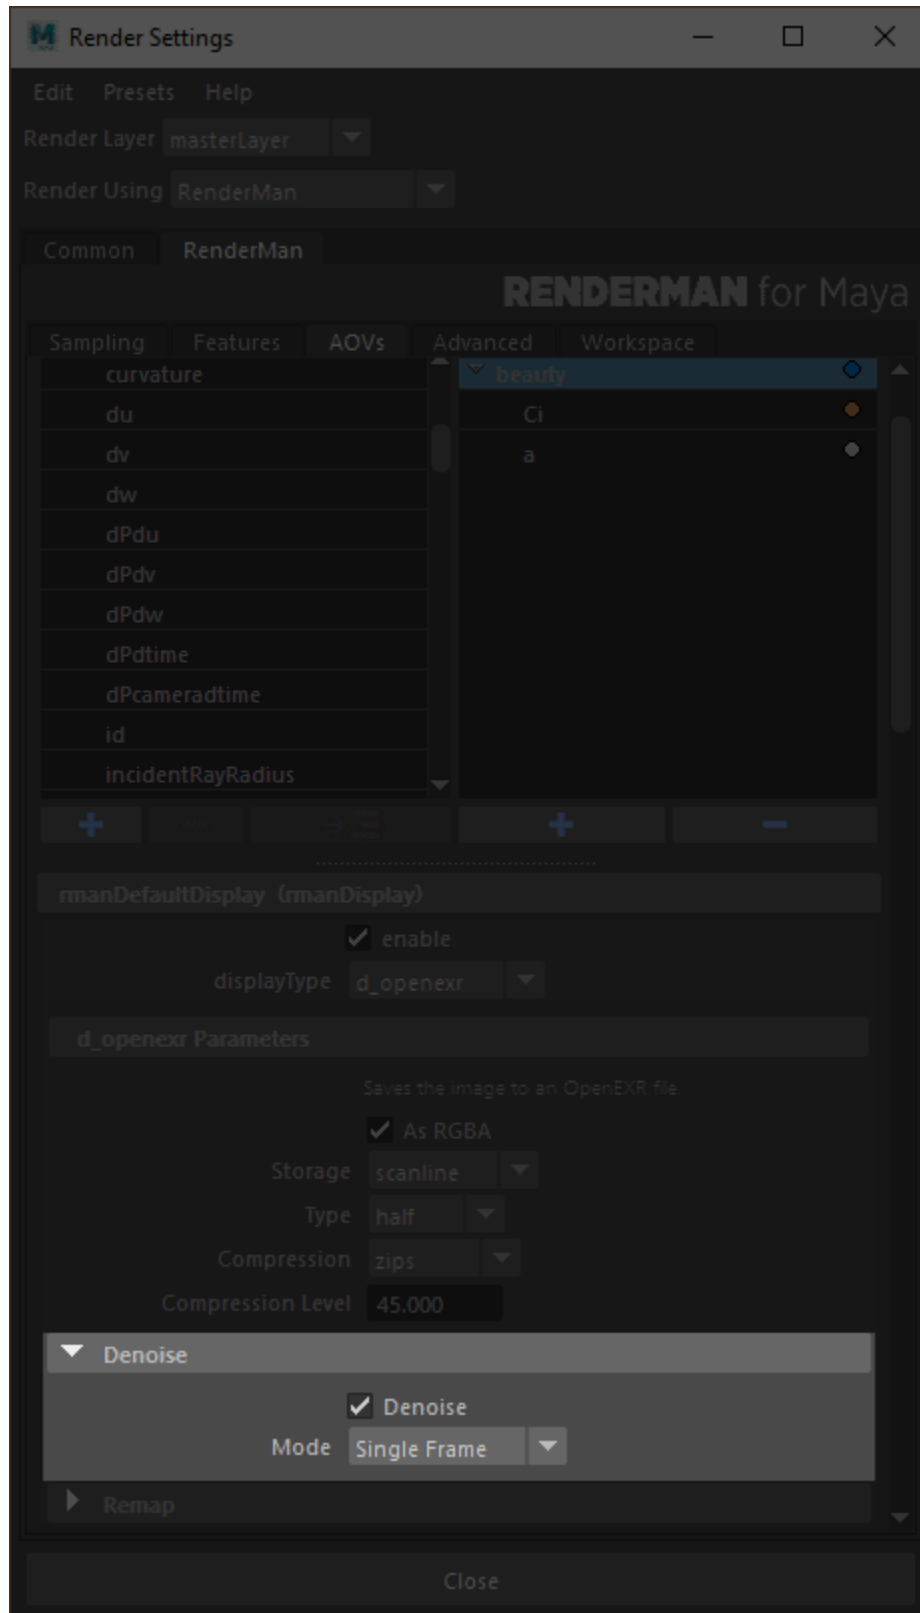 Render Settings
Edit Presets Help
Render Layer masterLayer
Render Using RenderMan
Common RenderMan
RENDERMAN for Maya
Sampling Features AOVs Advanced Workspace
curvature
du
dv
dw
dPdu
dPdv
dPdw
dPdtime
dPcameradtime
id
incidentRayRadius
beauty
Ci
a
rmanDefaultDisplay (rmanDisplay)
enable
displayType d_openexr
d_openexr Parameters
Saves the image to an OpenEXR file.
As RGBA
Storage scanline
Type half
Compression zips
Compression Level 45.000
Denoise
Denoise
Mode Single Frame
Remap
Close